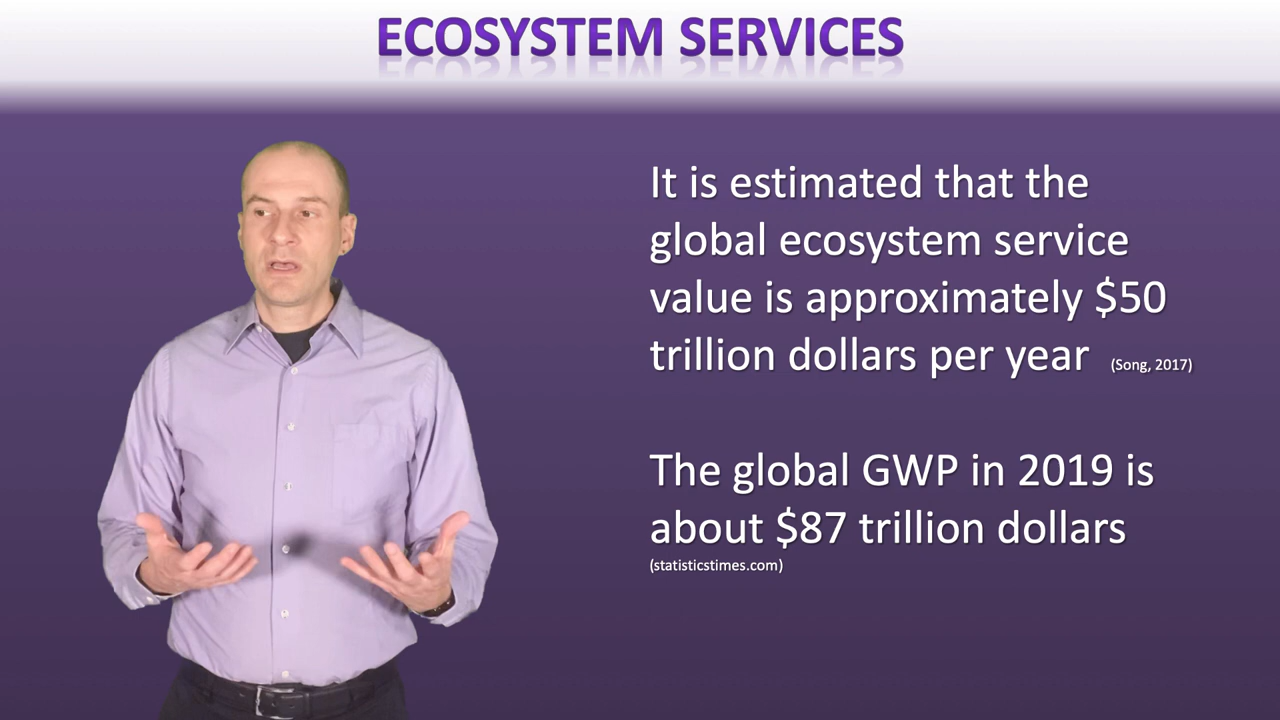 ECOSYSTEM SERVICES
It is estimated that the
global ecosystem service
value is approximately $50
trillion dollars per year (Song, 2017)
The global GWP in 2019 is
about $87 trillion dollars
(statisticstimes.com)